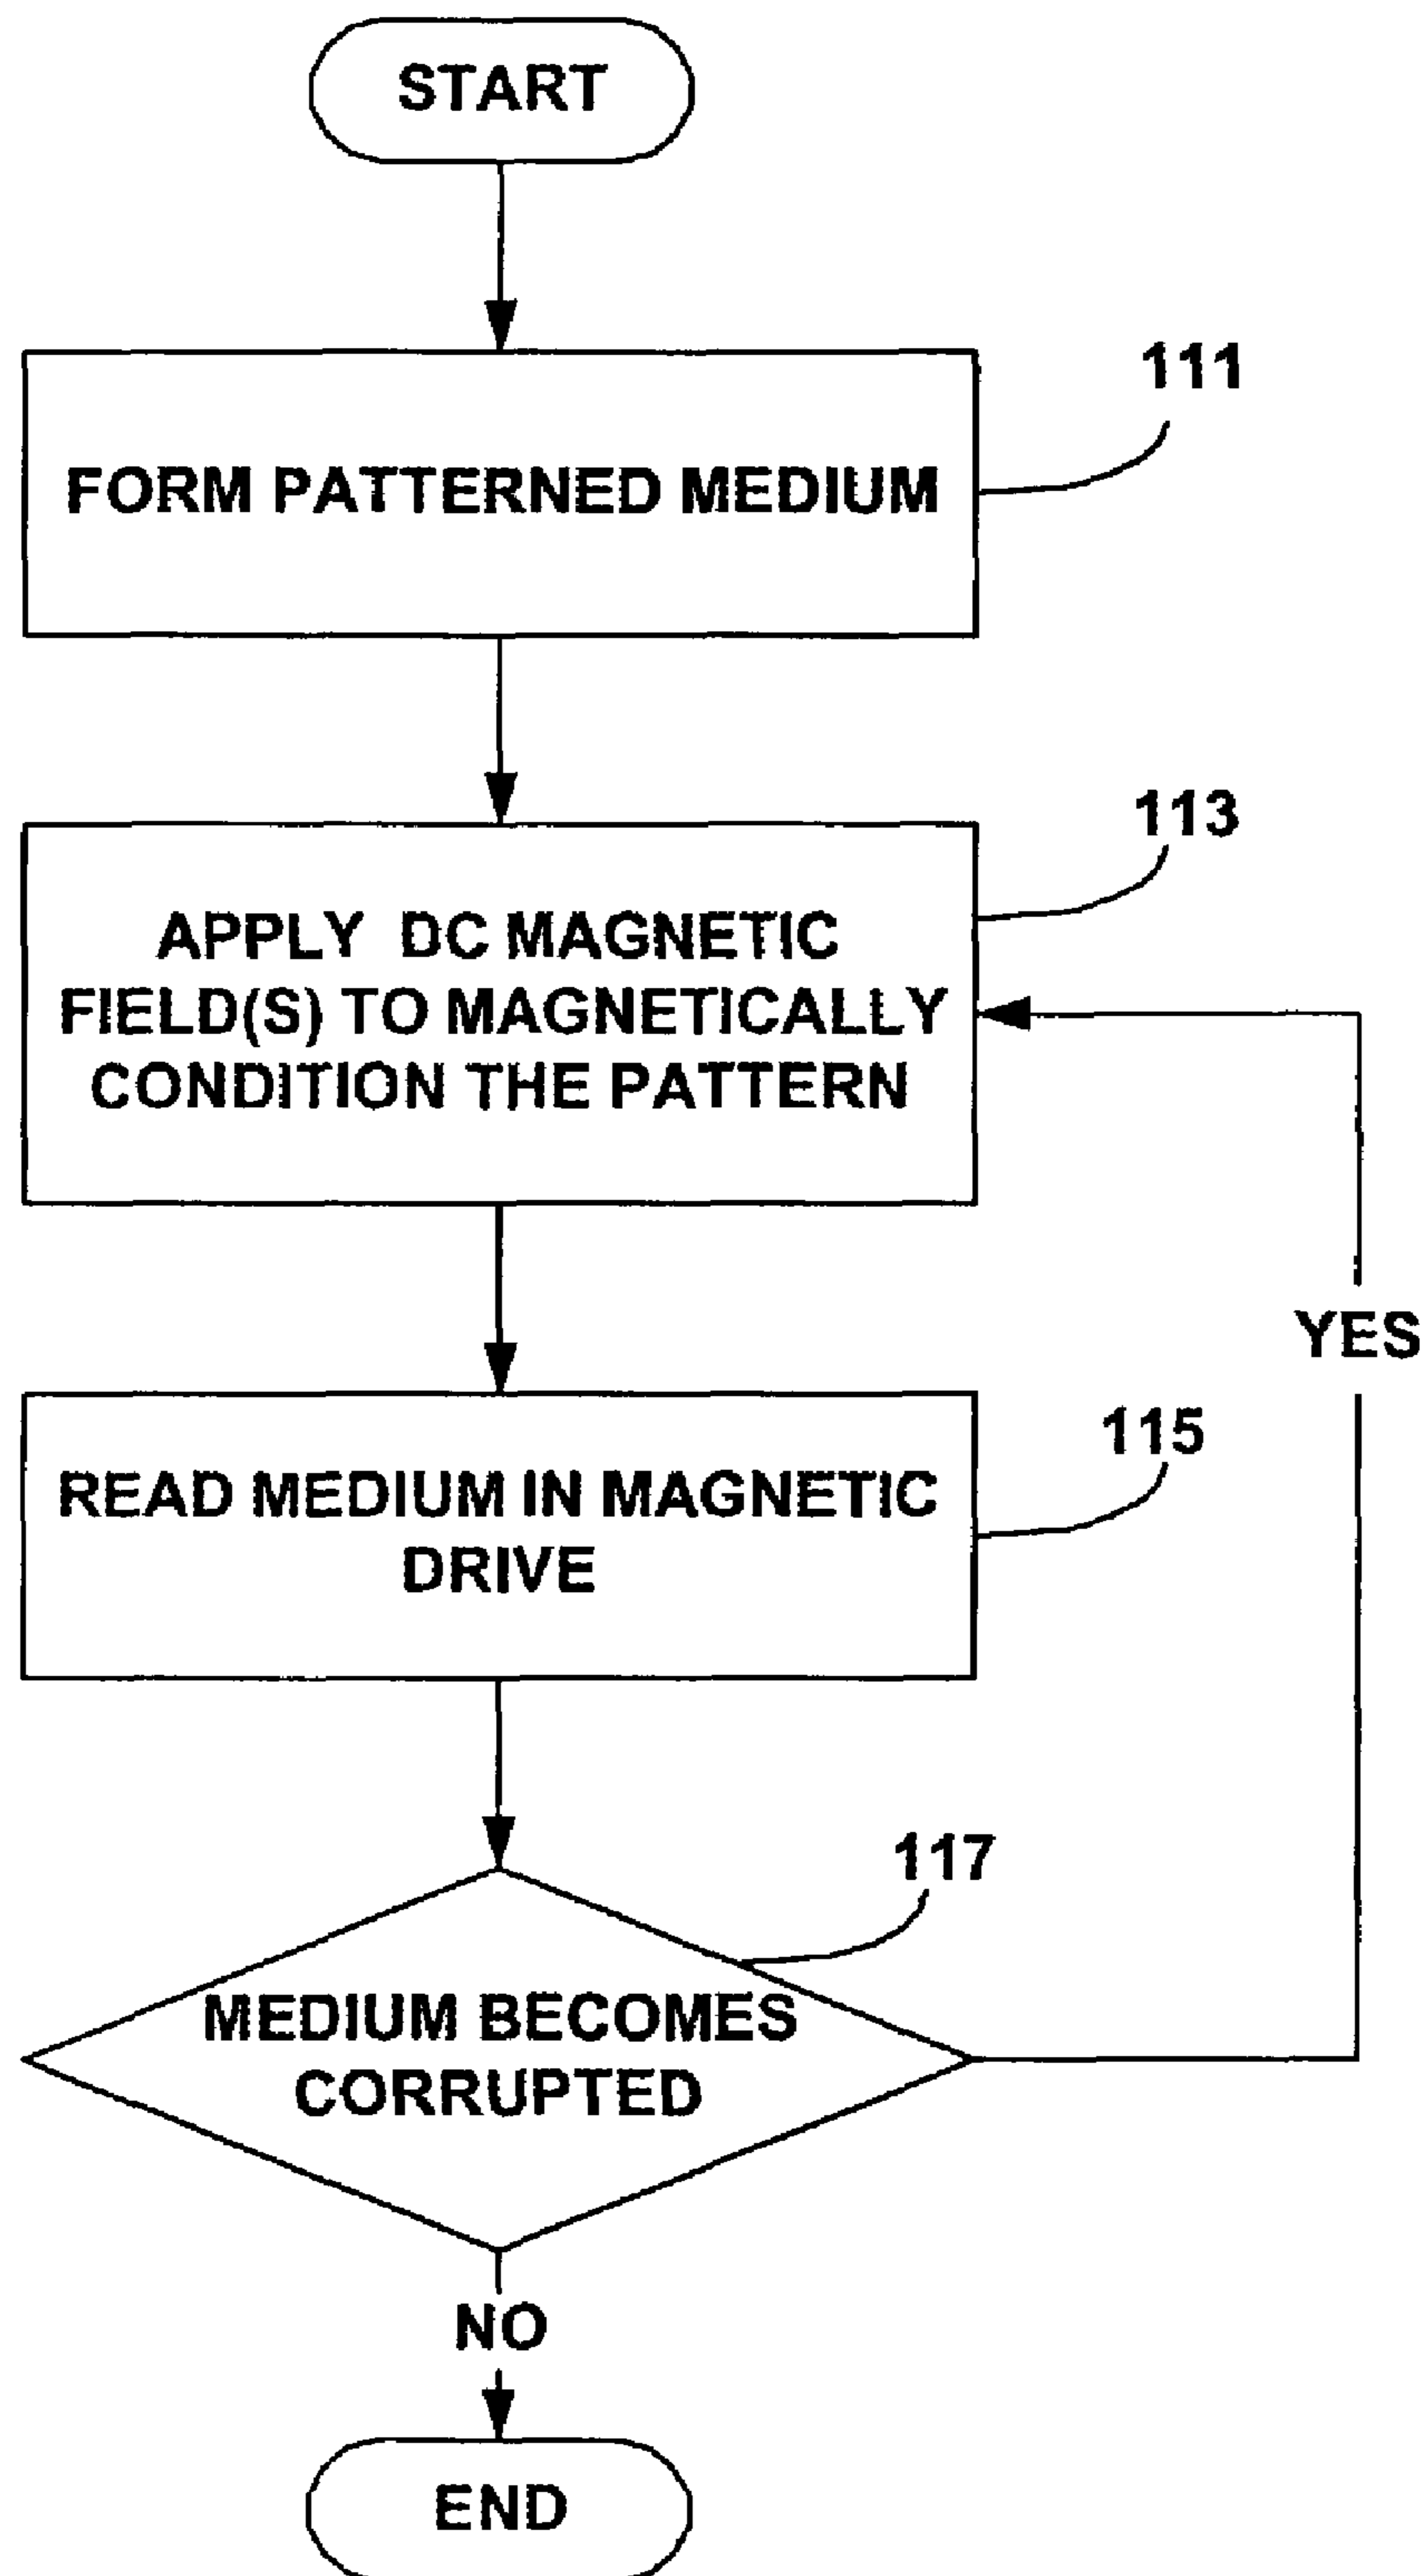 START
111
FORM PATTERNED MEDIUM
113
APPLY DC MAGNETIC
FIELD(S) TO MAGNETICALLY
CONDITION THE PATTERN
YES
115
READ MEDIUM IN MAGNETIC
DRIVE
117
MEDIUM BECOMES
CORRUPTED
NO
END